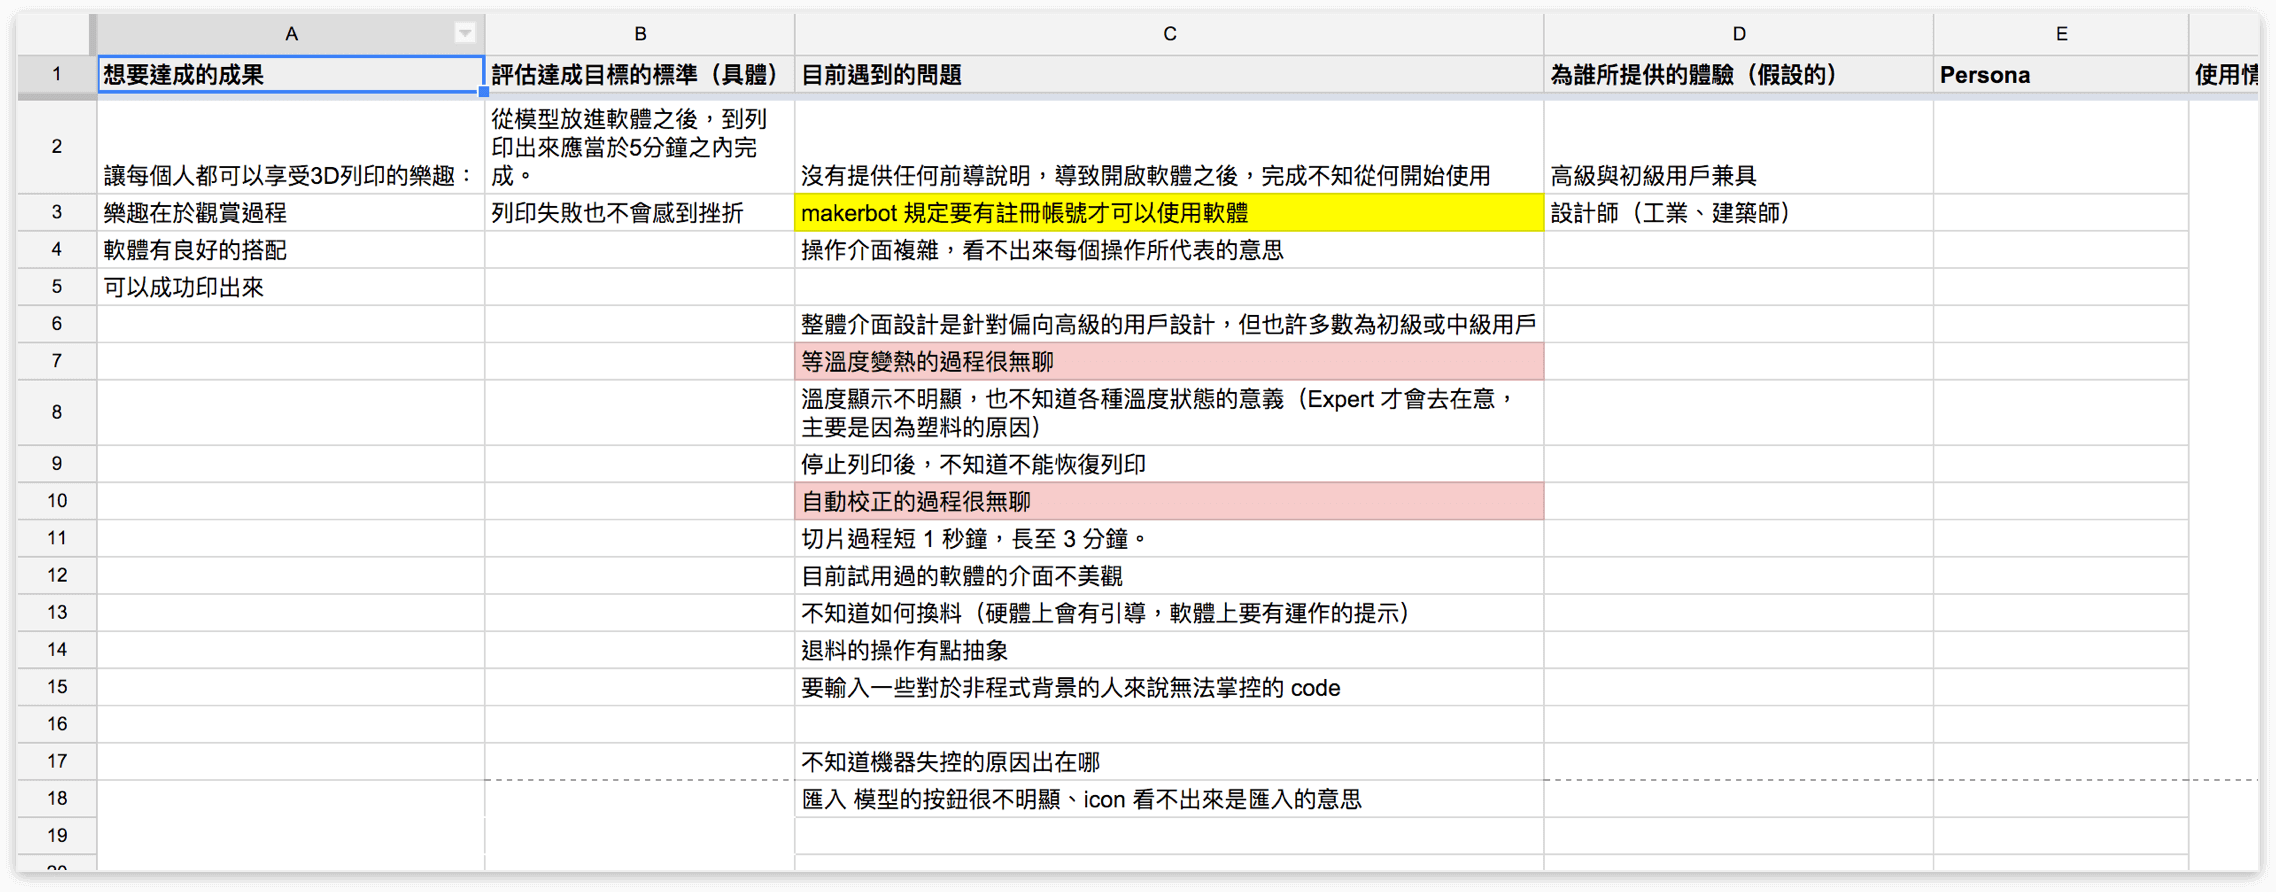 A B C D E
1 想要達成的成果 評估達成目標的標準（具體） 目前遇到的問題 為誰所提供的體驗（假設的） Persona 使用情
從模型放進軟體之後，到列
印出來應當於5分鐘之內完
2 讓每個人都可以享受3D列印的樂趣： 成。 沒有提供任何前導說明，導致開啟軟體之後，完成不知從何開始使用 高級與初級用戶兼具
3 樂趣在於觀賞過程 列印失敗也不會感到挫折 makerbot 規定要有註冊帳號才可以使用軟體 設計師（工業、建築師）
4 軟體有良好的搭配 操作介面複雜，看不出來每個操作所代表的意思
5 可以成功印出來
6 整體介面設計是針對偏向高級的用戶設計，但也許多數為初級或中級用戶
7 等溫度變熱的過程很無聊
8 溫度顯示不明顯，也不知道各種溫度狀態的意義（Expert 才會去在意，
主要是因為塑料的原因）
9 停止列印後，不知道不能恢復列印
10 自動校正的過程很無聊
11 切片過程短 1 秒鐘，長至 3 分鐘。
12 目前試用過的軟體的介面不美觀
13 不知道如何換料（硬體上會有引導，軟體上要有運作的提示）
14 退料的操作有點抽象
15 要輸入一些對於非程式背景的人來說無法掌控的 code
16
17 不知道機器失控的原因出在哪
18 匯入 模型的按鈕很不明顯、icon 看不出來是匯入的意思
19